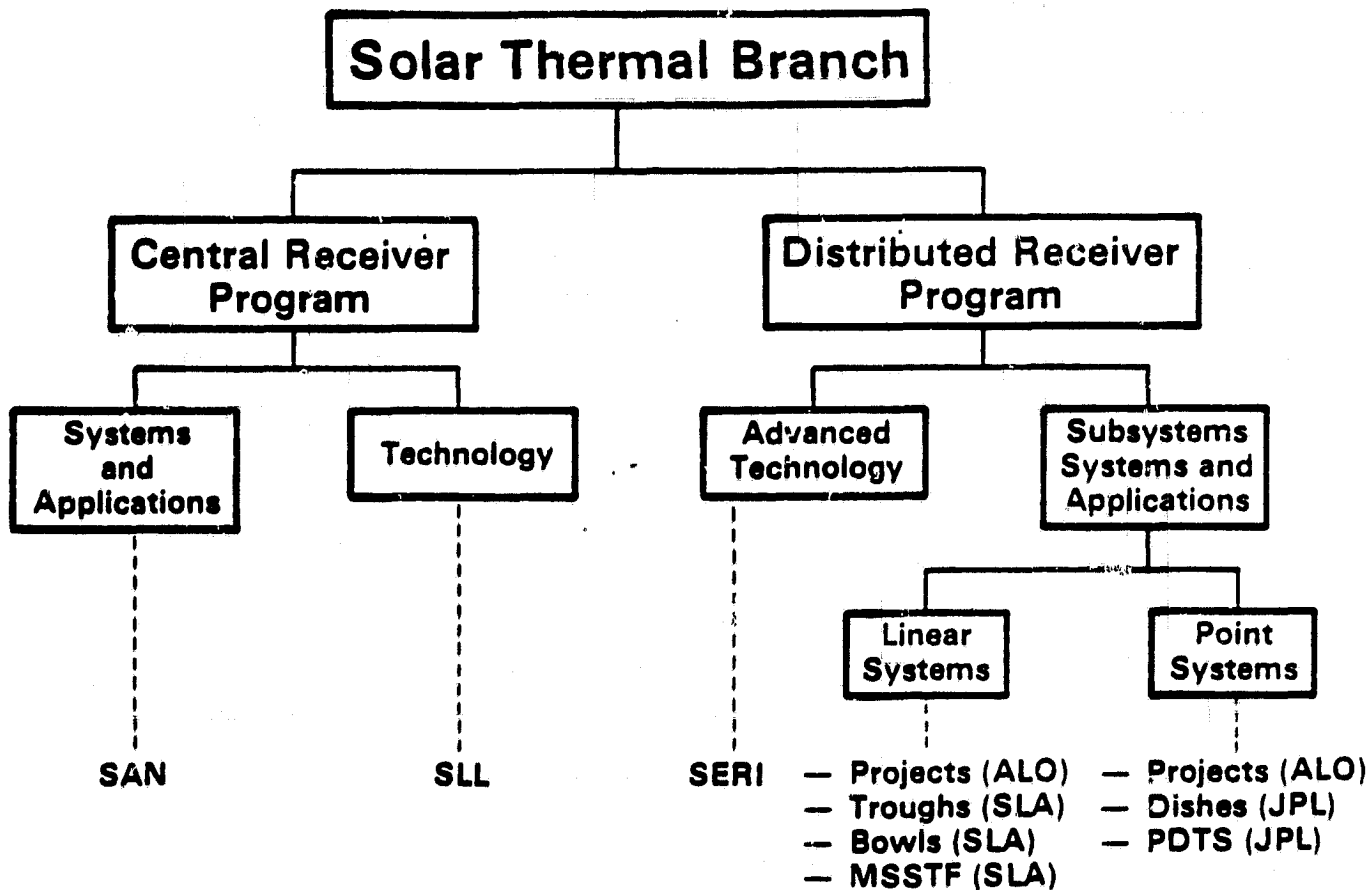 Solar Thermal Branch
Central Receiver
Program
Distributed Receiver
Program
Systems
and
Applications
Technology
Advanced
Technology
Subsystems
Systems and
Applications
Linear
Systems
Point
Systems
SAN
SLL
SERI
— Projects (ALO)
— Troughs (SLA)
— Bowls (SLA)
— MSSTF (SLA)
— Projects (ALO)
— Dishes (JPL)
— PDTS (JPL)